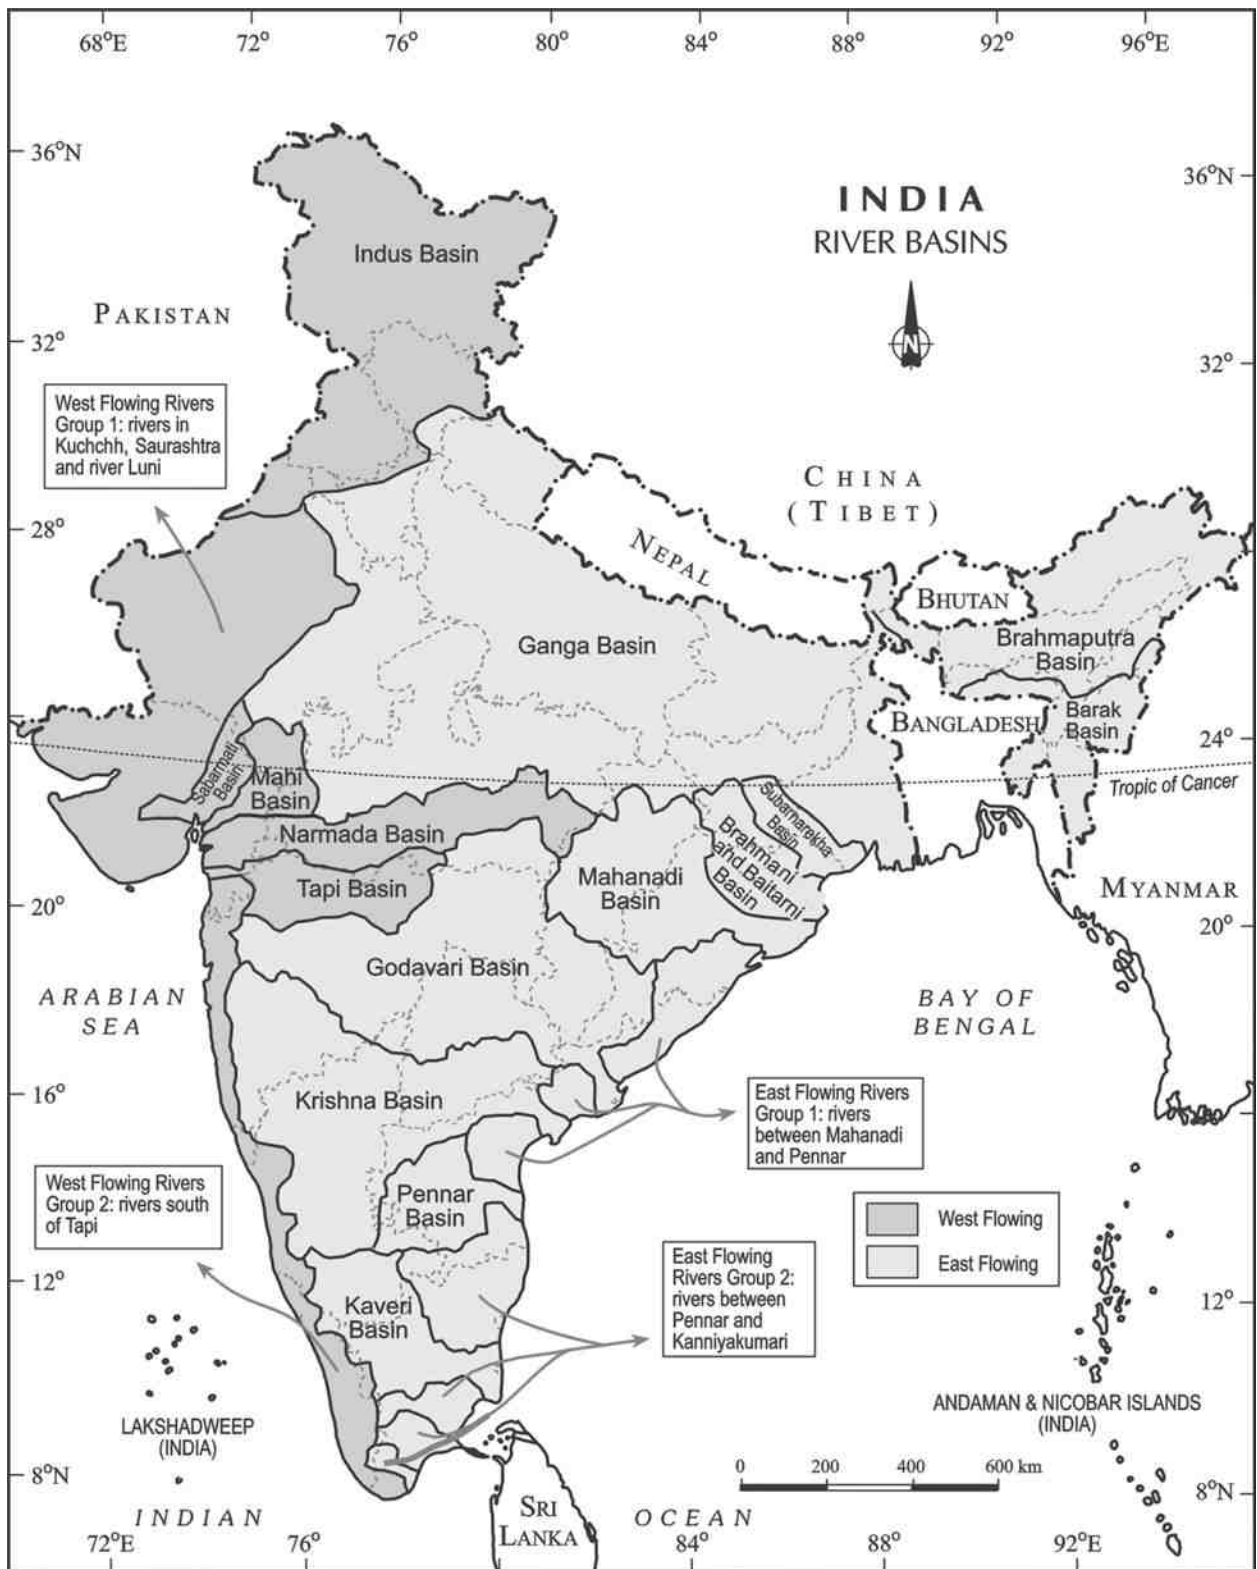 68°E 72° 76° 80° 84° 88° 92° 96°E
36°N
36°N
INDIA
RIVER BASINS
N
Indus Basin
PAKISTAN
32°
32°
West Flowing Rivers
Group 1: rivers in
Kuchchh, Saurashtra
and river Luni
CHINA
(TIBET)
28°
28°
NEPAL
BHUTAN
Ganga Basin
Brahmaputra
Basin
BANGLADESH
Barak
Basin
24°
Tropic of Cancer
Sabarmati
Basin
Mahi
Basin
Subarnarekha
Basin
Narmada Basin
Brahmani
and Baitarni
Basin
Tapi Basin
Mahanadi
Basin
MYANMAR
20°
20°
Godavari Basin
ARABIAN
SEA
BAY OF
BENGAL
16°
16°
Krishna Basin
East Flowing Rivers
Group 1: rivers
between Mahanadi
and Pennar
West Flowing Rivers
Group 2: rivers south
of Tapi
Pennar
Basin
West Flowing
East Flowing
East Flowing
Rivers Group 2:
rivers between
Pennar and
Kanniyakumari
12°
12°
Kaveri
Basin
LAKSHADWEEP
(INDIA)
ANDAMAN & NICOBAR ISLANDS
(INDIA)
0 200 400 600 km
8°N
8°N
INDIAN OCEAN
SRI
LANKA
72°E 76° 84° 88° 92°E